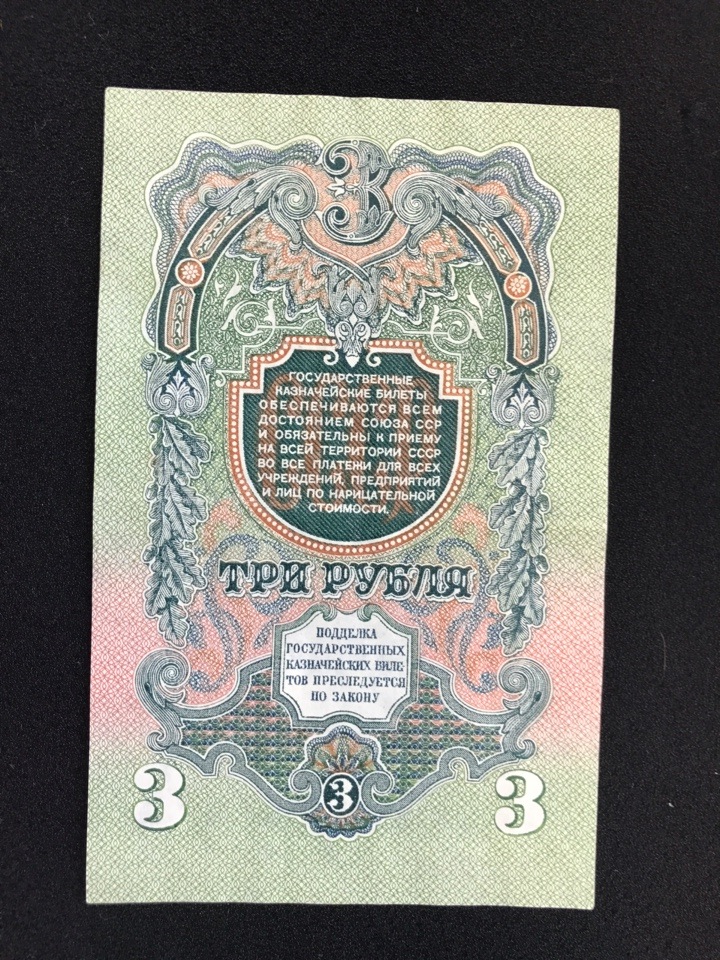 3
ГОСУДАРСТВЕННЫЕ
КАЗНАЧЕЙСКИЕ БИЛЕТЫ
ОБЕСПЕЧИВАЮТСЯ ВСЕМ
ДОСТОЯНИЕМ СОЮЗА ССР
И ОБЯЗАТЕЛЬНЫ К ПРИЕМУ
НА ВСЕЙ ТЕРРИТОРИИ СССР
ВО ВСЕ ПЛАТЕЖИ ДЛЯ ВСЕХ
УЧРЕЖДЕНИЙ, ПРЕДПРИЯТИЙ
И ЛИЦ ПО НАРИЦАТЕЛЬНОЙ
СТОИМОСТИ.
ТРИ РУБЛЯ
ПОДДЕЛКА
ГОСУДАРСТВЕННЫХ
КАЗНАЧЕЙСКИХ БИЛЕ-
ТОВ ПРЕСЛЕДУЕТСЯ
ПО ЗАКОНУ
3 3 3